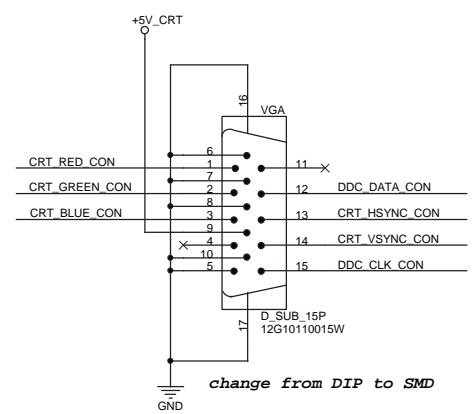 +5V_CRT
16
VGA
6
CRT_RED_CON 1 11
7
CRT_GREEN_CON 2 12 DDC_DATA_CON
8
CRT_BLUE_CON 3 13 CRT_HSYNC_CON
9
4 14 CRT_VSYNC_CON
10
5 15 DDC_CLK_CON
17
D_SUB_15P
12G10110015W
change from DIP to SMD
GND